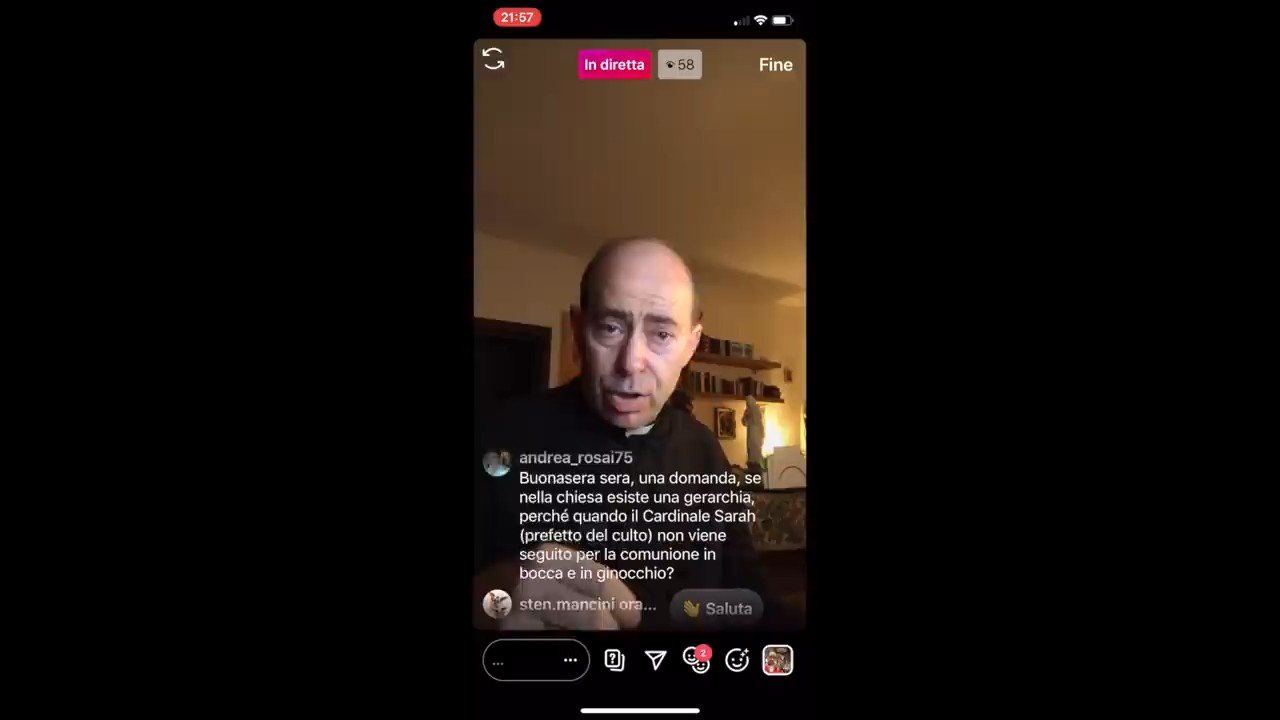 21:57
In diretta
58
Fine
andrea_rosai75
Buonasera sera, una domanda, se
nella chiesa esiste una gerarchia,
perché quando il Cardinale Sarah
(prefetto del culto) non viene
seguito per la comunione in
bocca e in ginocchio?
sten.mancini ora...
👋 Saluta
...
2